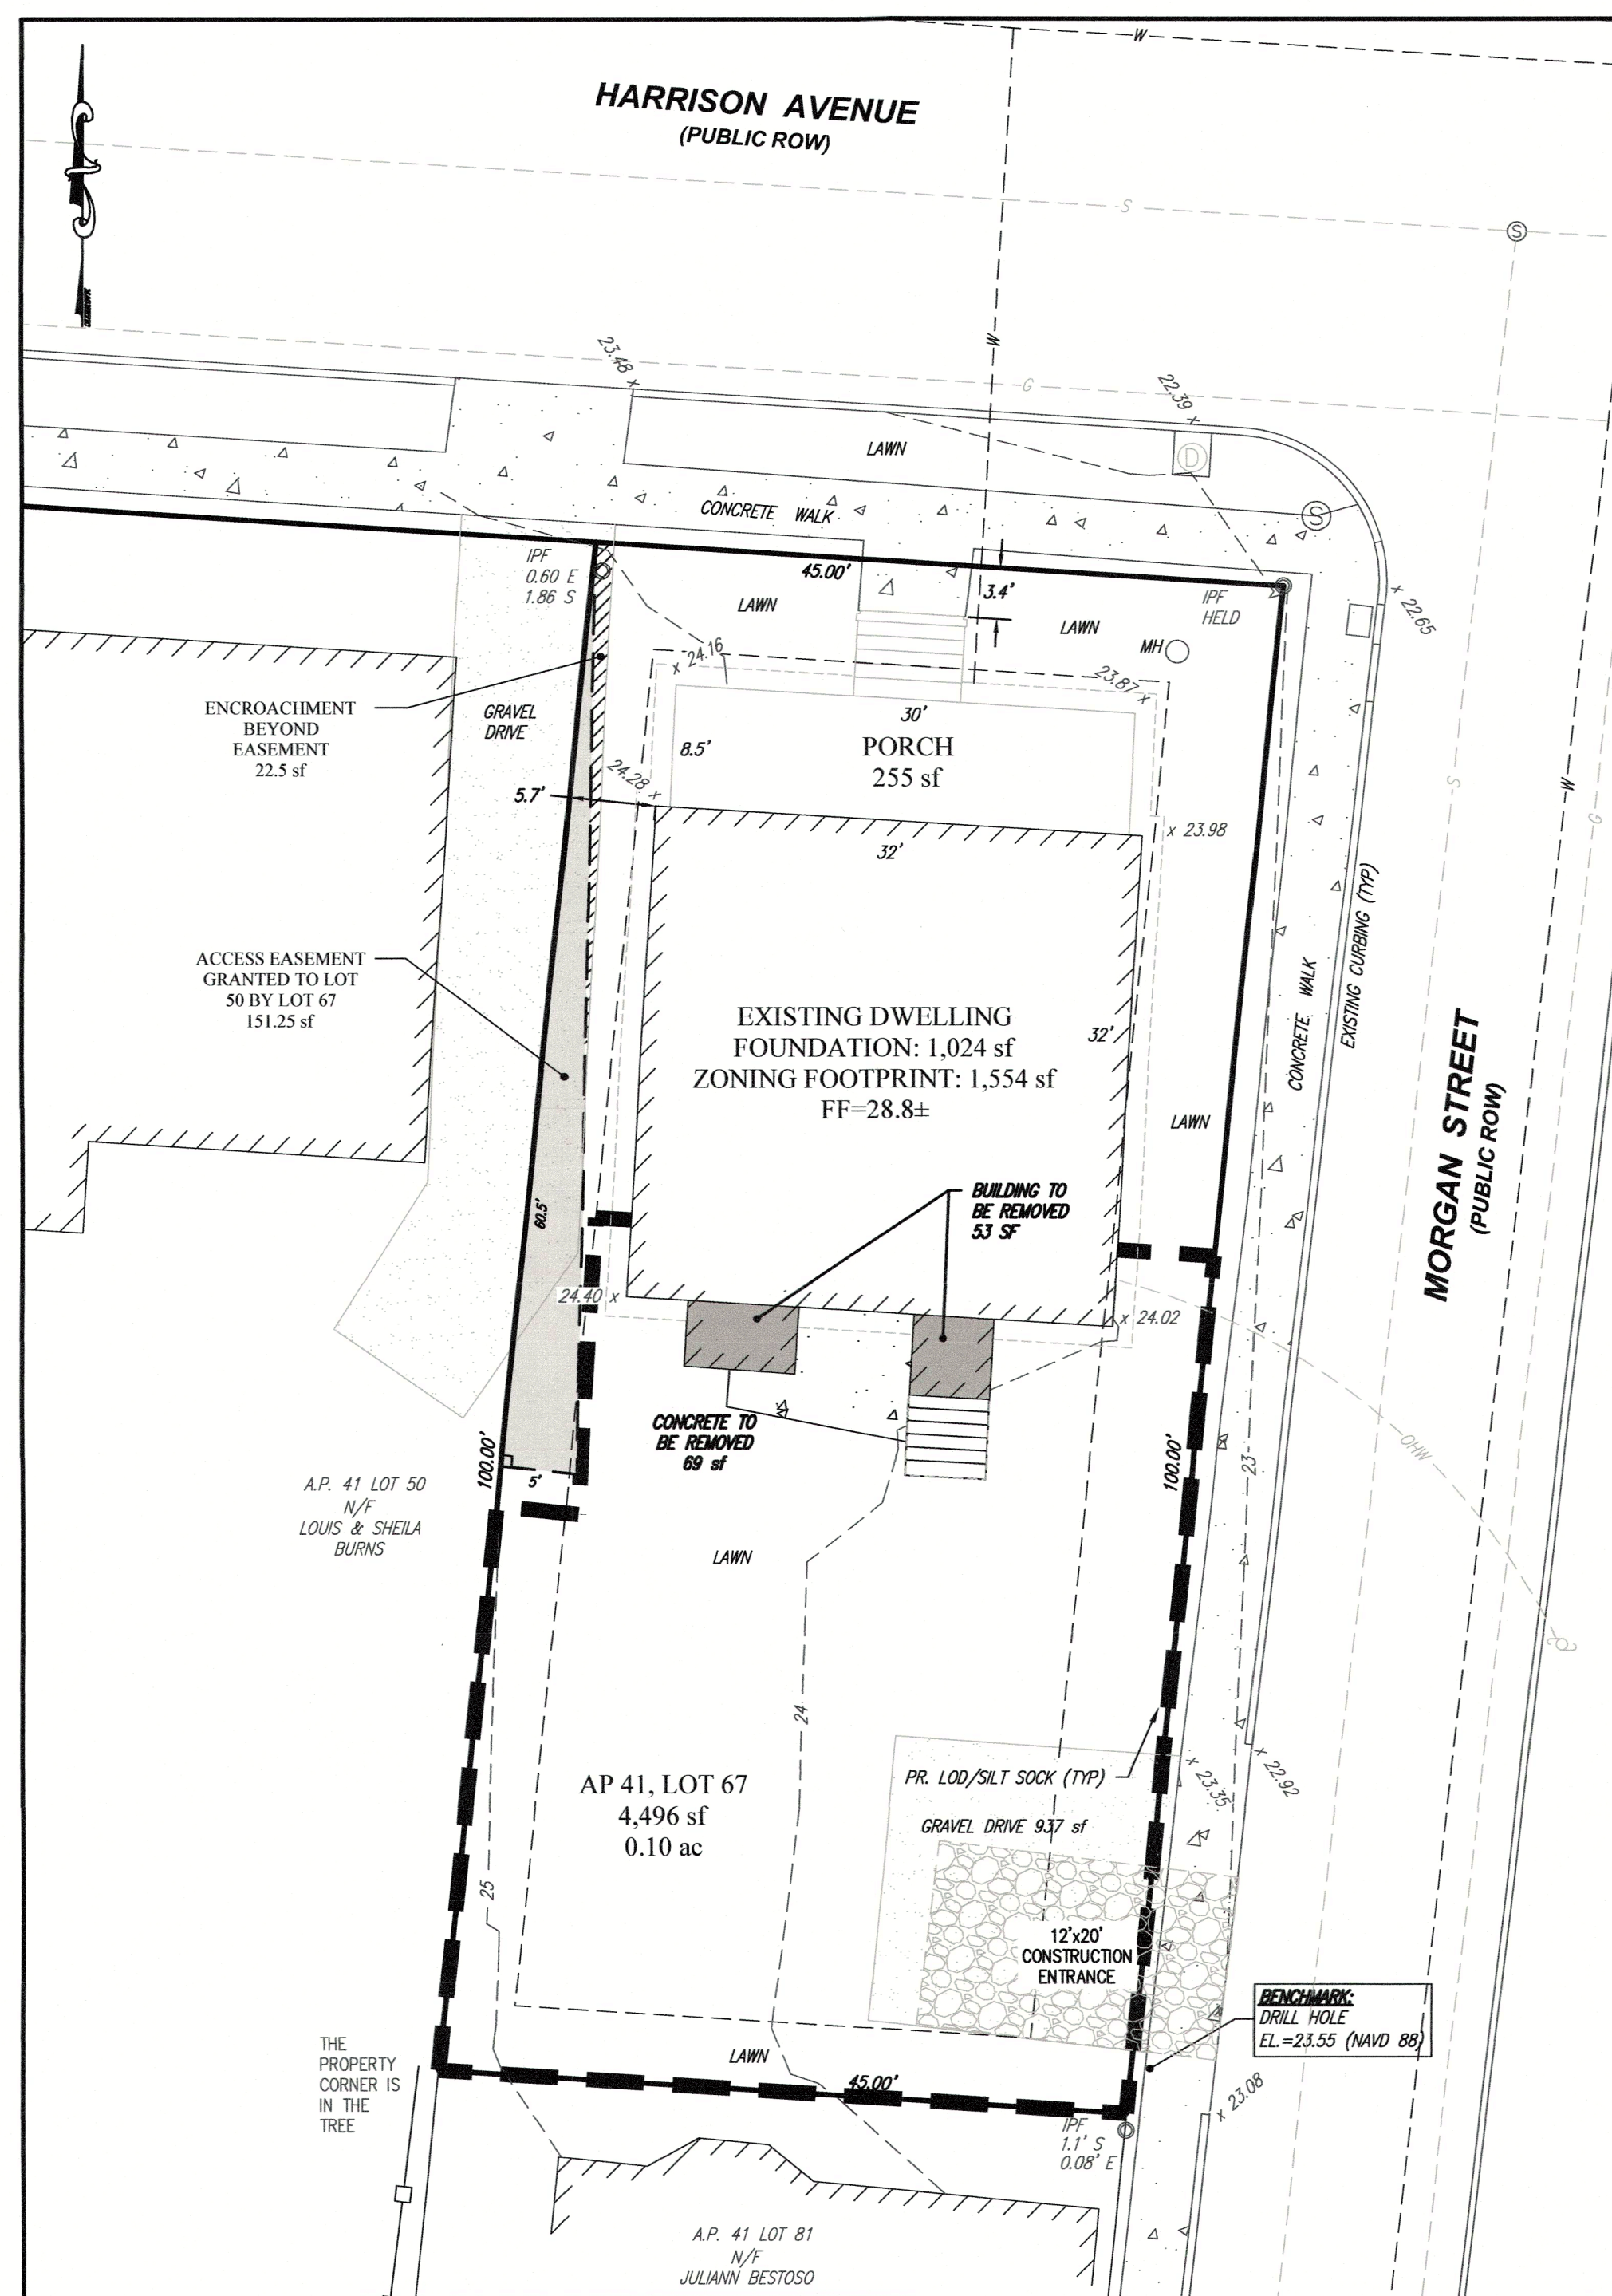 HARRISON AVENUE
(PUBLIC ROW)
W
S
S
W
G
23.48 x
22.39 x
LAWN
D
CONCRETE WALK
S
IPF
0.60 E
1.86 S
45.00'
3.4'
IPF
HELD
LAWN
LAWN
MH
x 22.65
x 24.16
23.87 x
ENCROACHMENT
BEYOND
EASEMENT
22.5 sf
GRAVEL
DRIVE
30'
8.5'
PORCH
255 sf
24.28 x
5.7'
x 23.98
32'
S
W
G
ACCESS EASEMENT
GRANTED TO LOT
50 BY LOT 67
151.25 sf
EXISTING DWELLING
FOUNDATION: 1,024 sf
ZONING FOOTPRINT: 1,554 sf
FF=28.8±
32'
CONCRETE WALK
EXISTING CURBING (TYP)
MORGAN STREET
(PUBLIC ROW)
LAWN
60.5'
BUILDING TO
BE REMOVED
53 SF
24.40 x
x 24.02
CONCRETE TO
BE REMOVED
69 sf
100.00'
5'
100.00'
23
OHW
A.P. 41 LOT 50
N/F
LOUIS & SHEILA
BURNS
LAWN
24
AP 41, LOT 67
4,496 sf
0.10 ac
PR. LOD/SILT SOCK (TYP)
x 23.35
x 22.92
GRAVEL DRIVE 937 sf
25
12'x20'
CONSTRUCTION
ENTRANCE
BENCHMARK:
DRILL HOLE
EL.=23.55 (NAVD 88)
THE
PROPERTY
CORNER IS
IN THE
TREE
LAWN
45.00'
x 23.08
IPF
1.1' S
0.08' E
A.P. 41 LOT 81
N/F
JULIANN BESTOSO